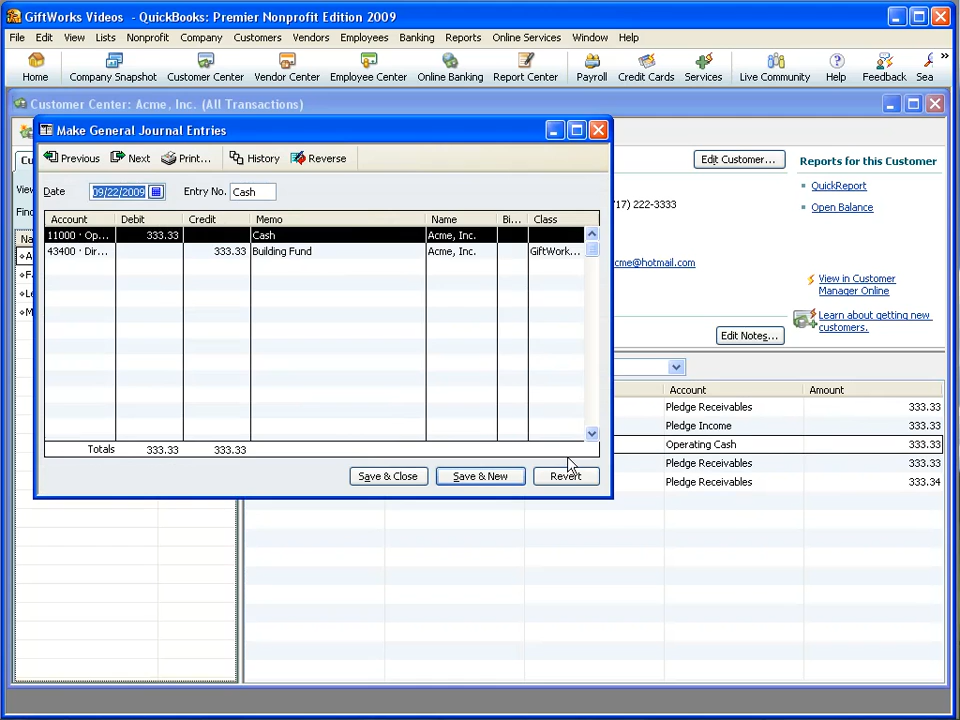 GiftWorks Videos - QuickBooks: Premier Nonprofit Edition 2009
File Edit View Lists Nonprofit Company Customers Vendors Employees Banking Reports Online Services Window Help
Home Company Snapshot Customer Center Vendor Center Employee Center Online Banking Report Center Payroll Credit Cards Services Live Community Help Feedback Sea »
Customer Center: Acme, Inc. (All Transactions)
Make General Journal Entries
Previous Next Print... History Reverse
Date 09/22/2009 Entry No. Cash
Account Debit Credit Memo Name Bi... Class
11000 · Op... 333.33 Cash Acme, Inc.
43400 · Dir... 333.33 Building Fund Acme, Inc. GiftWork...
Totals 333.33 333.33
Save & Close Save & New Revert
Cu
View
Find
Na
A
F
Le
M
Edit Customer...
17) 222-3333
cme@hotmail.com
Edit Notes...
Reports for this Customer
QuickReport
Open Balance
View in Customer
Manager Online
Learn about getting new
customers.
Account Amount
Pledge Receivables 333.33
Pledge Income 333.33
Operating Cash 333.33
Pledge Receivables 333.33
Pledge Receivables 333.34